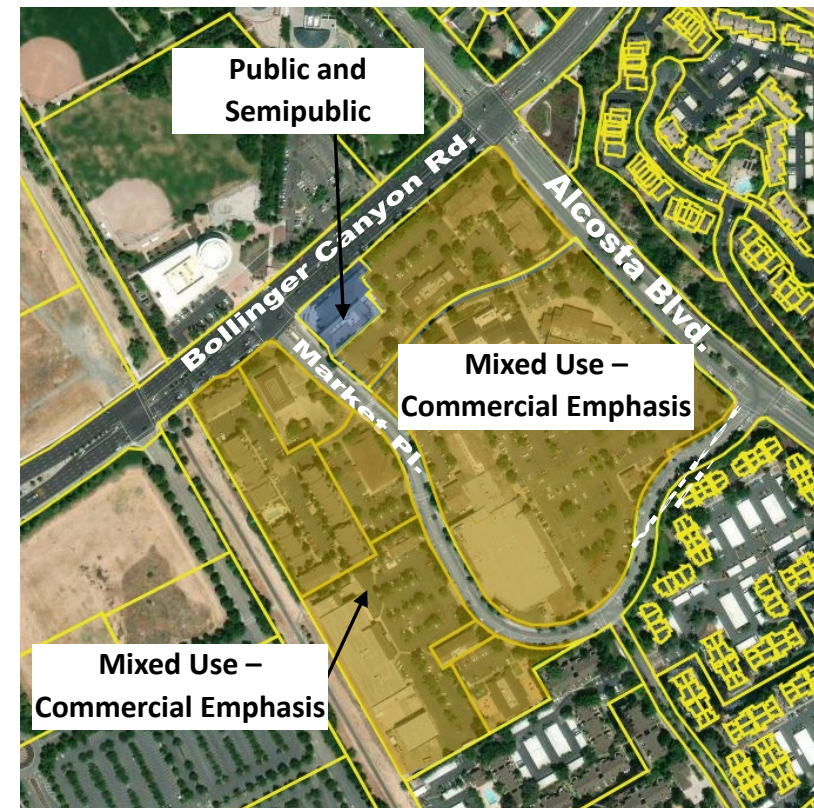 Public and
Semipublic
Bollinger Canyon Rd.
Alcosta Blvd.
Market Pl.
Mixed Use –
Commercial Emphasis
Mixed Use –
Commercial Emphasis